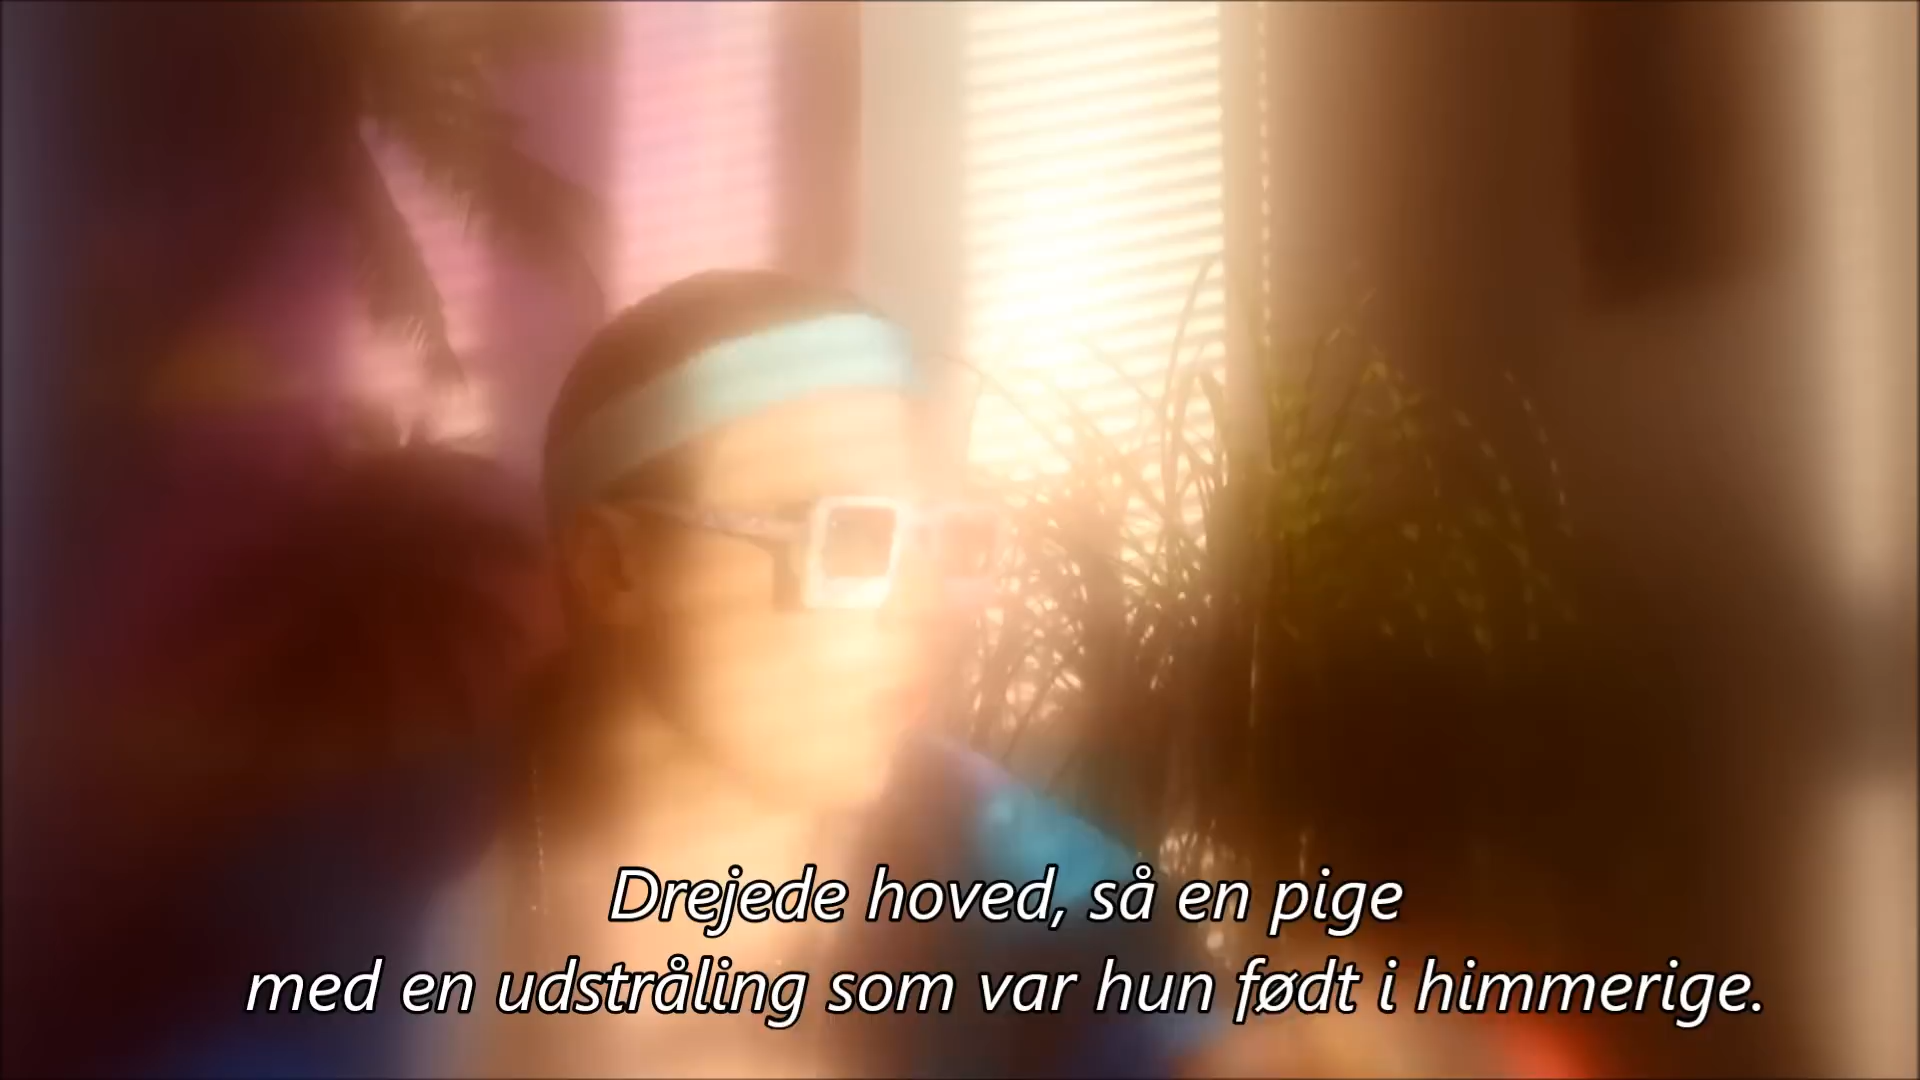 Drejede hoved, så en pige
med en udstråling som var hun født i himmerige.